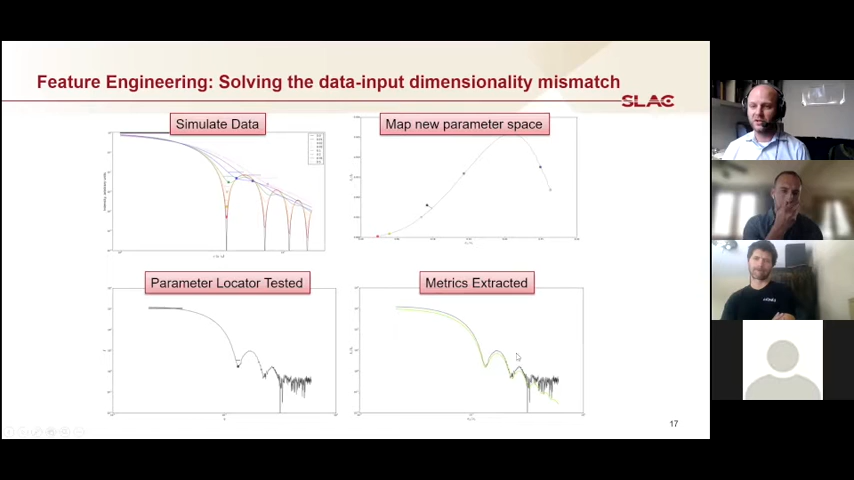 Feature Engineering: Solving the data-input dimensionality mismatch
SLAC
Simulate Data
Map new parameter space
Parameter Locator Tested
Metrics Extracted
17